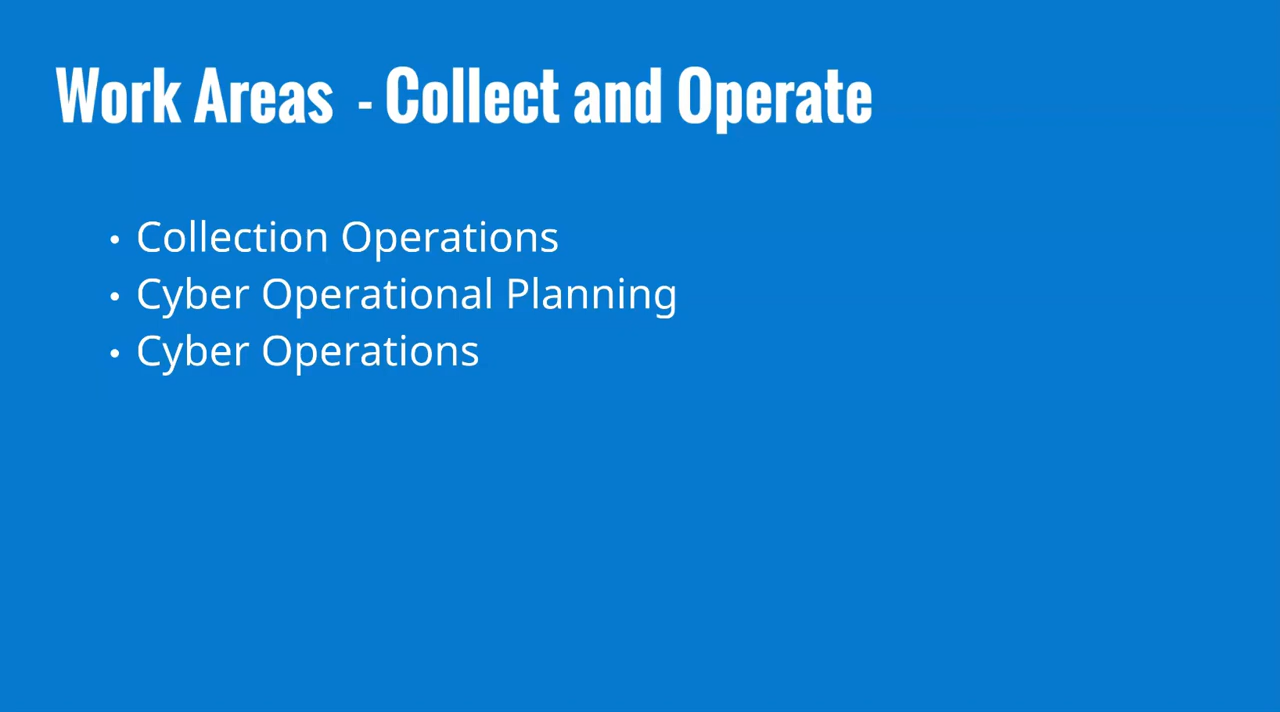 Work Areas - Collect and Operate
• Collection Operations
• Cyber Operational Planning
• Cyber Operations